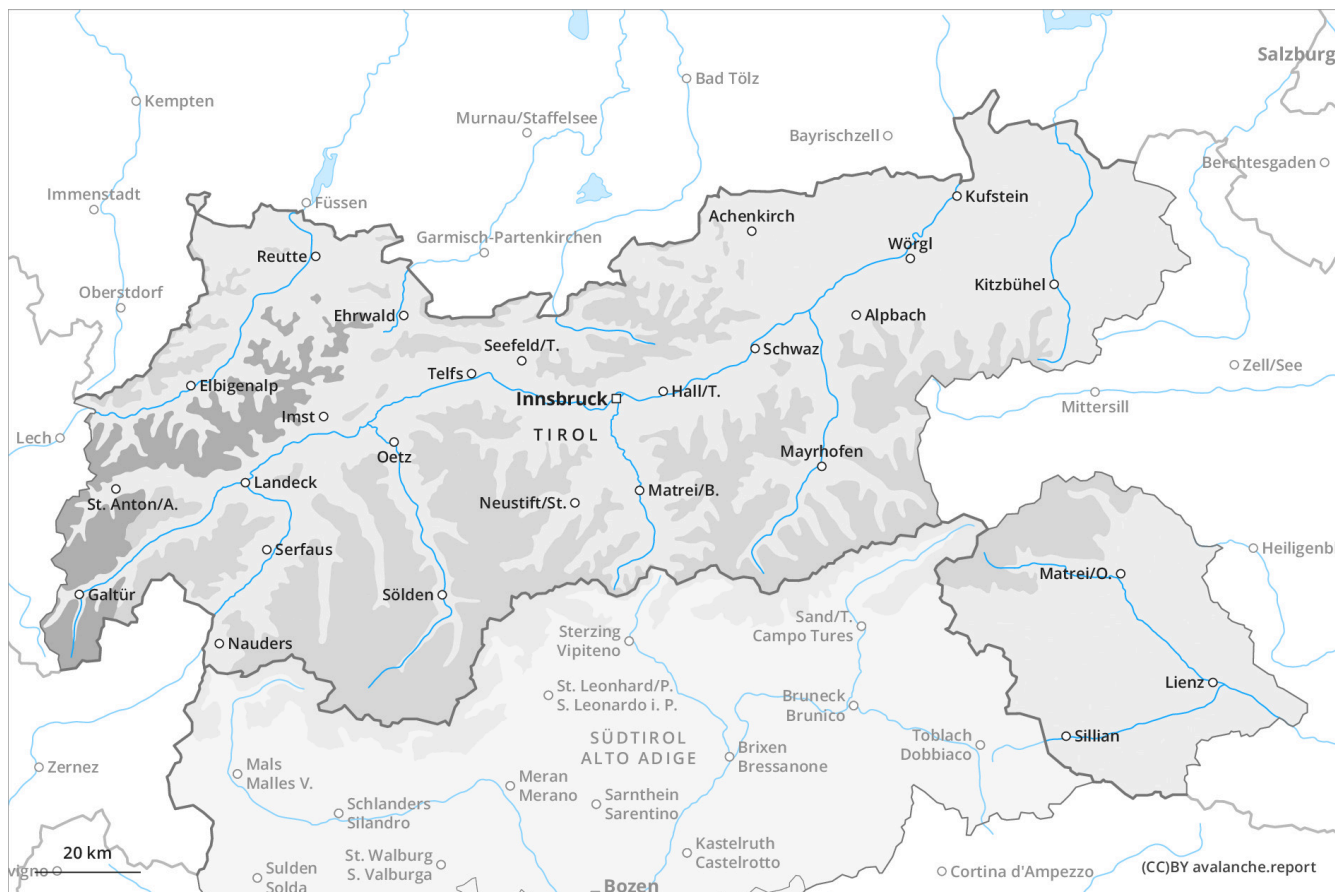 Salzburg
Bad Tölz
Kempten
Murnau/Staffelsee
Bayrischzell
Berchtesgaden
Immenstadt
Füssen
Kufstein
Achenkirch
Garmisch-Partenkirchen
Wörgl
Reutte
Kitzbühel
Oberstdorf
Ehrwald
Alpbach
Seefeld/T.
Schwaz
Zell/See
Telfs
Elbigenalp
Hall/T.
Innsbruck
Mittersill
Imst
Lech
TIROL
Oetz
Mayrhofen
Landeck
Matrei/B.
St. Anton/A.
Neustift/St.
Serfaus
Heiligenb
Matrei/O.
Galtür
Sölden
Sand/T.
Campo Tures
Sterzing
Vipiteno
Nauders
Lienz
St. Leonhard/P.
S. Leonardo i. P.
Bruneck
Brunico
Sillian
SÜDTIROL
ALTO ADIGE
Toblach
Dobbiaco
Brixen
Bressanone
Zernez
Mals
Malles V.
Meran
Merano
Schlanders
Silandro
Sarnthein
Sarentino
Kastelruth
Castelrotto
20 km
St. Walburg
S. Valburga
vigno
Sulden
Solda
Cortina d'Ampezzo
(CC)BY avalanche.report
Bozen